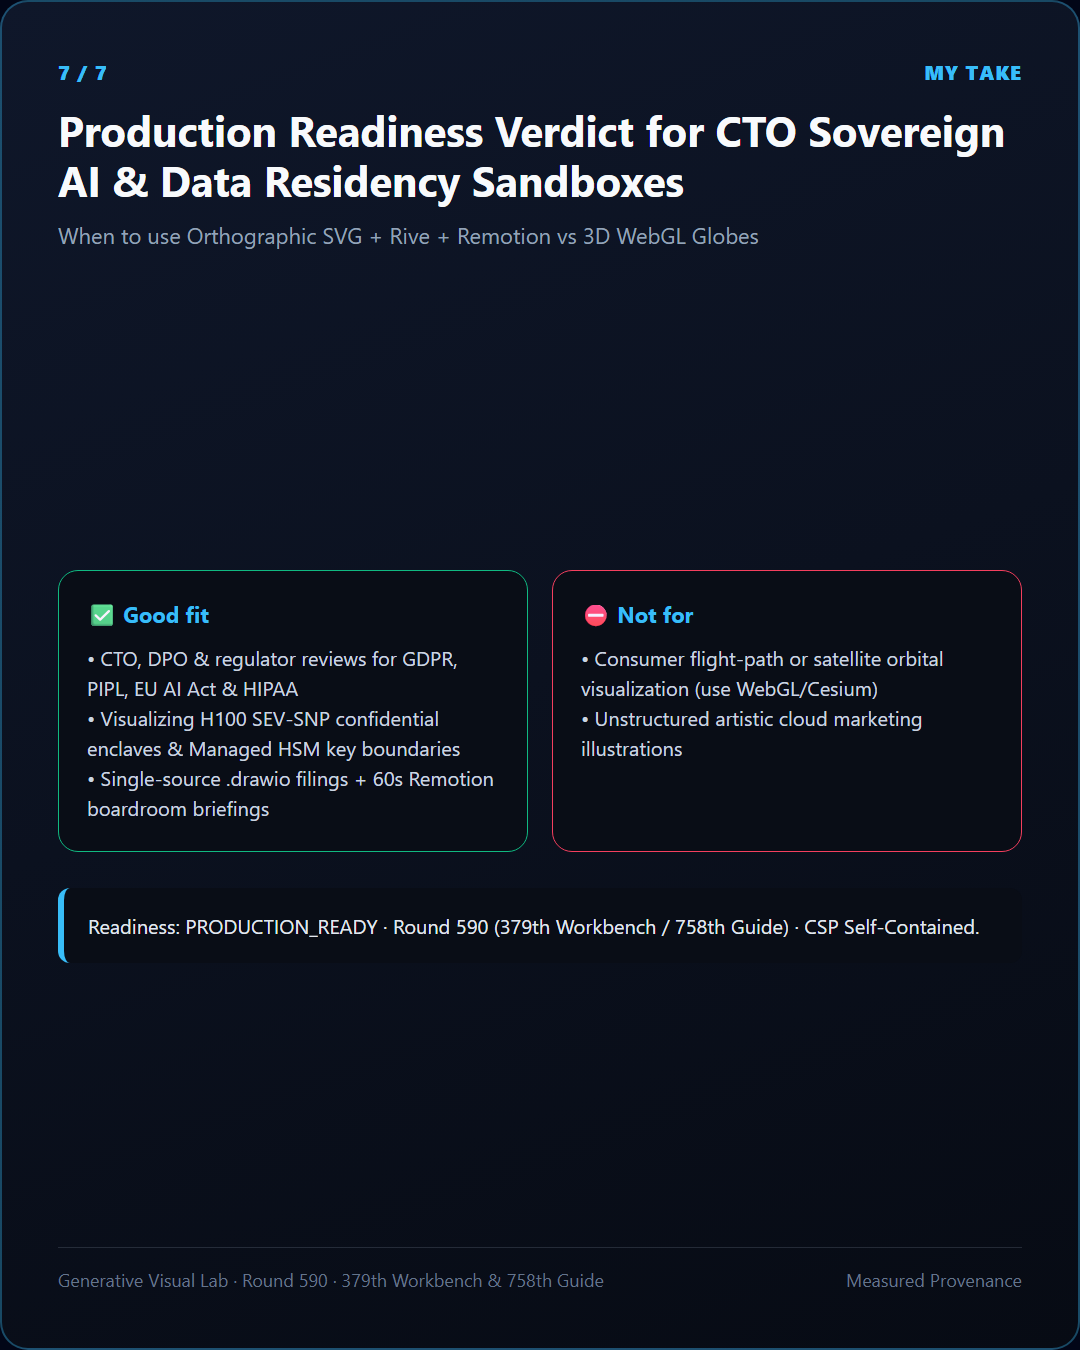 7 / 7
MY TAKE
Production Readiness Verdict for CTO Sovereign
AI & Data Residency Sandboxes
When to use Orthographic SVG + Rive + Remotion vs 3D WebGL Globes
✅ Good fit
• CTO, DPO & regulator reviews for GDPR,
PIPL, EU AI Act & HIPAA
• Visualizing H100 SEV-SNP confidential
enclaves & Managed HSM key boundaries
• Single-source .drawio filings + 60s Remotion
boardroom briefings
⛔ Not for
• Consumer flight-path or satellite orbital
visualization (use WebGL/Cesium)
• Unstructured artistic cloud marketing
illustrations
Readiness: PRODUCTION_READY · Round 590 (379th Workbench / 758th Guide) · CSP Self-Contained.
Generative Visual Lab · Round 590 · 379th Workbench & 758th Guide
Measured Provenance